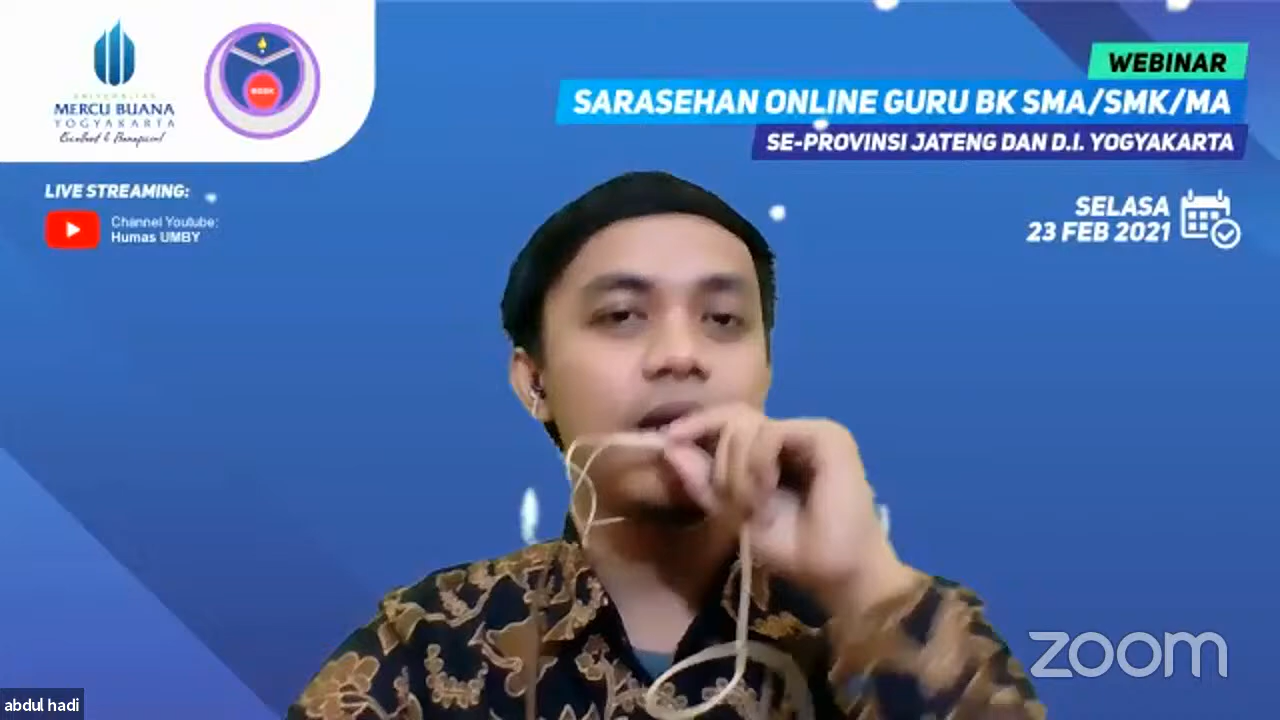 UNIVERSITAS
MERCU BUANA
YOGYAKARTA
Excellent & Humanpreneur!
WEBINAR
SARASEHAN ONLINE GURU BK SMA/SMK/MA
SE-PROVINSI JATENG DAN D.I. YOGYAKARTA
LIVE STREAMING:
Channel Youtube:
Humas UMBY
SELASA
23 FEB 2021
zoom
abdul hadi